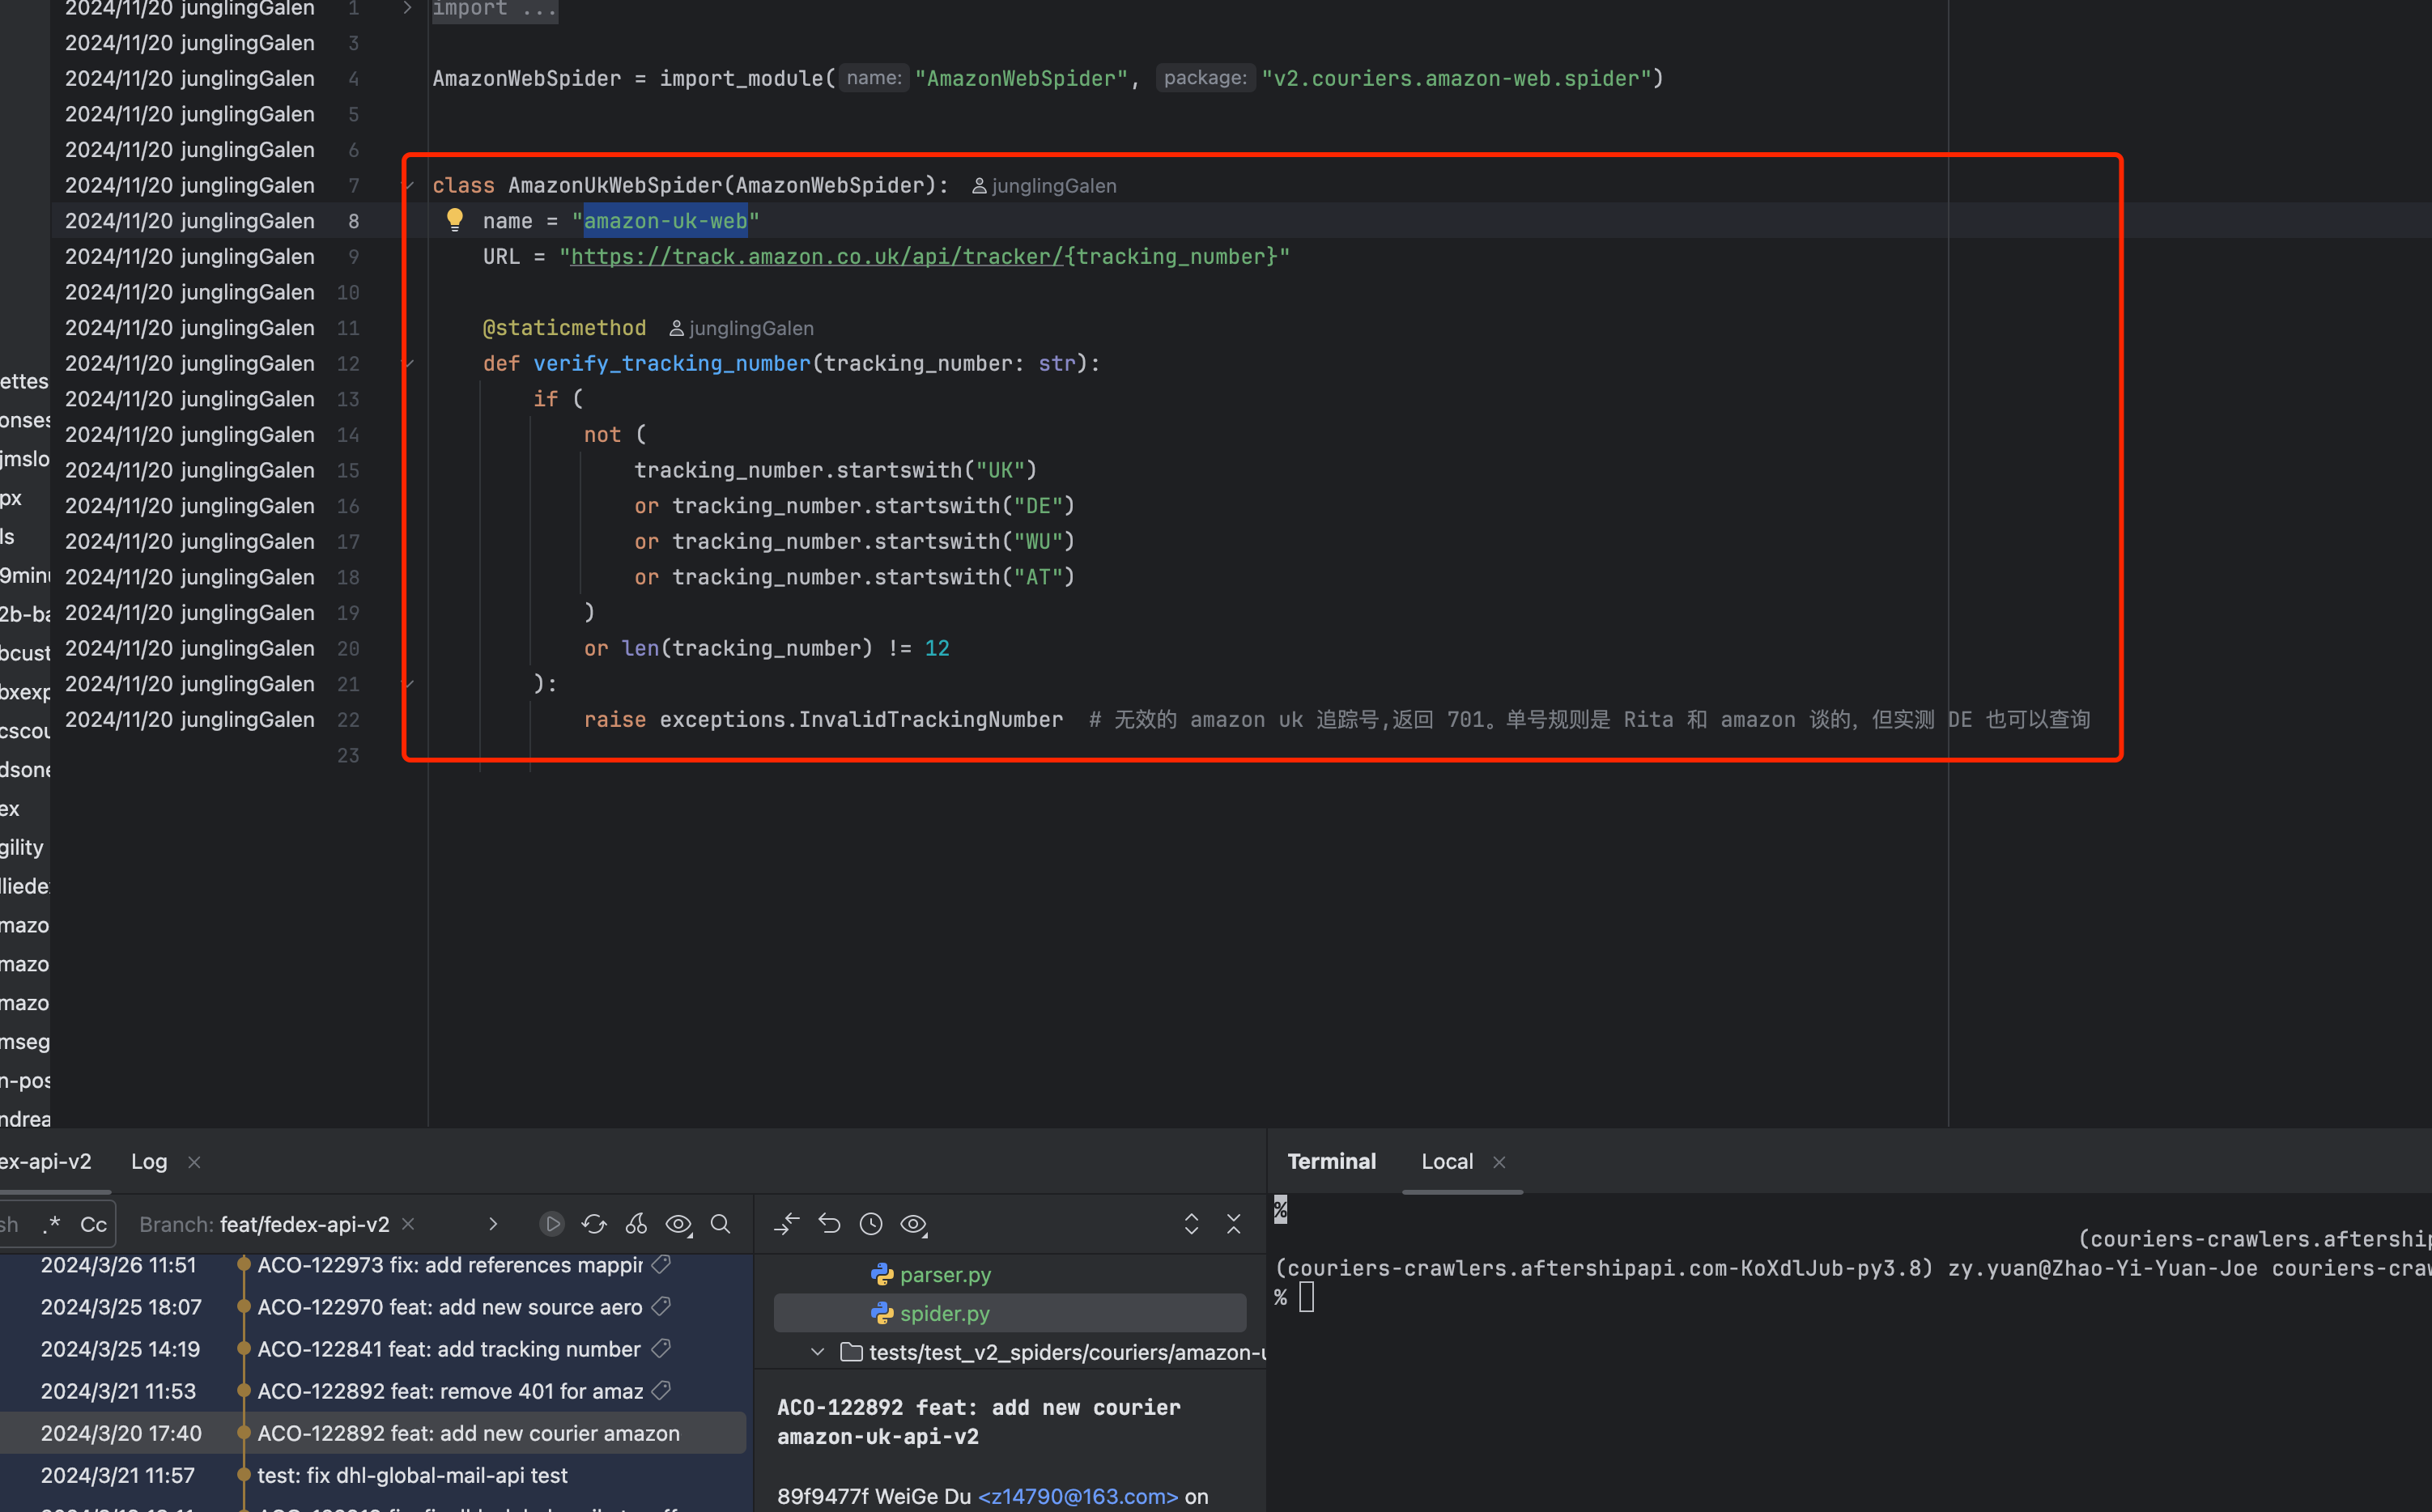 2024/11/20 junglingGalen 1 import ...
2024/11/20 junglingGalen 3
2024/11/20 junglingGalen 4 AmazonWebSpider = import_module( name: "AmazonWebSpider", package: "v2.couriers.amazon-web.spider")
2024/11/20 junglingGalen 5
2024/11/20 junglingGalen 6
2024/11/20 junglingGalen 7 class AmazonUkWebSpider(AmazonWebSpider): junglingGalen
2024/11/20 junglingGalen 8 name = "amazon-uk-web"
2024/11/20 junglingGalen 9 URL = "https://track.amazon.co.uk/api/tracker/{tracking_number}"
2024/11/20 junglingGalen 10
2024/11/20 junglingGalen 11 @staticmethod junglingGalen
2024/11/20 junglingGalen 12 def verify_tracking_number(tracking_number: str):
2024/11/20 junglingGalen 13 if (
2024/11/20 junglingGalen 14 not (
2024/11/20 junglingGalen 15 tracking_number.startswith("UK")
2024/11/20 junglingGalen 16 or tracking_number.startswith("DE")
2024/11/20 junglingGalen 17 or tracking_number.startswith("WU")
2024/11/20 junglingGalen 18 or tracking_number.startswith("AT")
2024/11/20 junglingGalen 19 )
2024/11/20 junglingGalen 20 or len(tracking_number) != 12
2024/11/20 junglingGalen 21 ):
2024/11/20 junglingGalen 22 raise exceptions.InvalidTrackingNumber # 无效的 amazon uk 追踪号,返回 701。单号规则是 Rita 和 amazon 谈的，但实测 DE 也可以查询
23
ettes
onses
jmslo
px
ls
9minu
2b-ba
bcust
bxexp
cscou
dsone
ex
gility
lliede
mazo
mazo
mazo
mseg
n-pos
ndrea
ex-api-v2 Log
sh .* Cc Branch: feat/fedex-api-v2
2024/3/26 11:51 ACO-122973 fix: add references mappin
2024/3/25 18:07 ACO-122970 feat: add new source aero
2024/3/25 14:19 ACO-122841 feat: add tracking number
2024/3/21 11:53 ACO-122892 feat: remove 401 for amaz
2024/3/20 17:40 ACO-122892 feat: add new courier amazon
2024/3/21 11:57 test: fix dhl-global-mail-api test
parser.py
spider.py
tests/test_v2_spiders/couriers/amazon-u
ACO-122892 feat: add new courier
amazon-uk-api-v2
89f9477f WeiGe Du <z14790@163.com> on
Terminal Local
%
(couriers-crawlers.aftership
(couriers-crawlers.aftershipapi.com-KoXdlJub-py3.8) zy.yuan@Zhao-Yi-Yuan-Joe couriers-craw
%